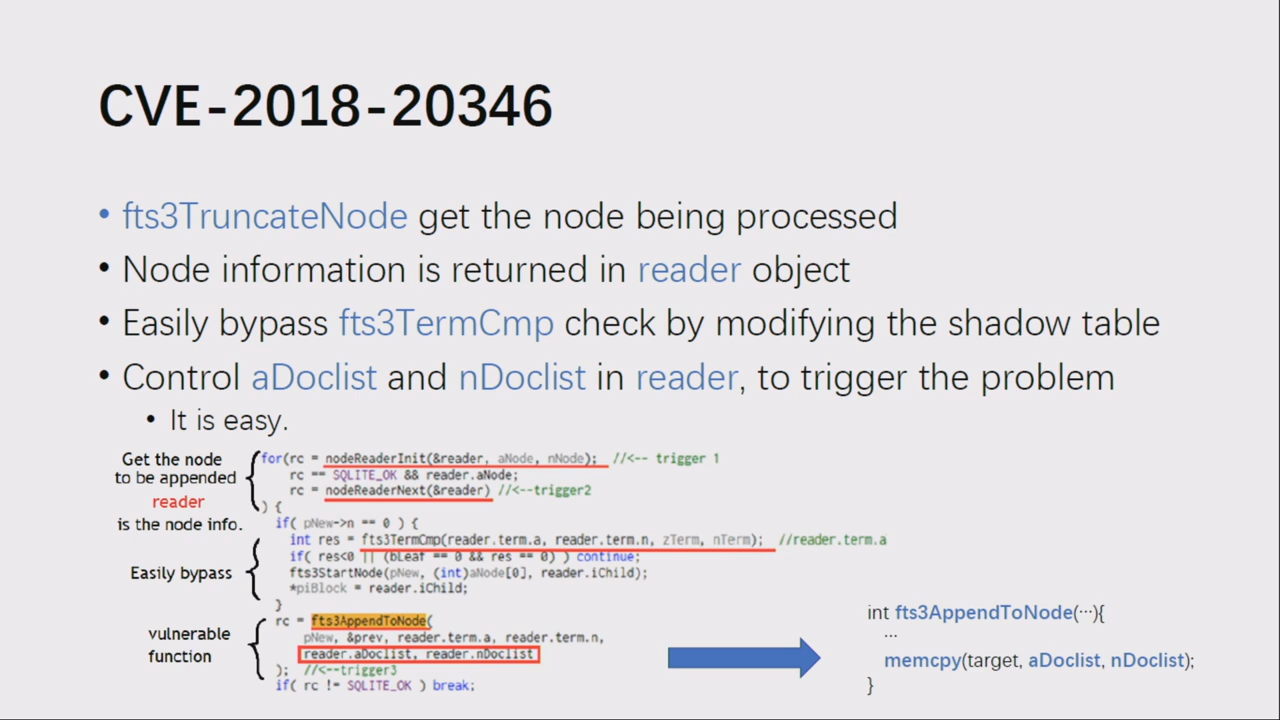 CVE-2018-20346
• fts3TruncateNode get the node being processed
• Node information is returned in reader object
• Easily bypass fts3TermCmp check by modifying the shadow table
• Control aDoclist and nDoclist in reader, to trigger the problem
• It is easy.
Get the node
to be appended
reader
is the node info.
Easily bypass
vulnerable
function
for(rc = nodeReaderInit(&reader, aNode, nNode); //<-- trigger 1
rc == SQLITE_OK && reader.aNode;
rc = nodeReaderNext(&reader) //<--trigger2
) {
if( pNew->n == 0 ) {
int res = fts3TermCmp(reader.term.a, reader.term.n, zTerm, nTerm); //reader.term.a
if( res<0 || (bLeaf == 0 && res == 0) ) continue;
fts3StartNode(pNew, (int)aNode[0], reader.iChild);
*piBlock = reader.iChild;
}
rc = fts3AppendToNode(
pNew, &prev, reader.term.a, reader.term.n,
reader.aDoclist, reader.nDoclist
); //<--trigger3
if( rc != SQLITE_OK ) break;
int fts3AppendToNode(…){
…
memcpy(target, aDoclist, nDoclist);
}